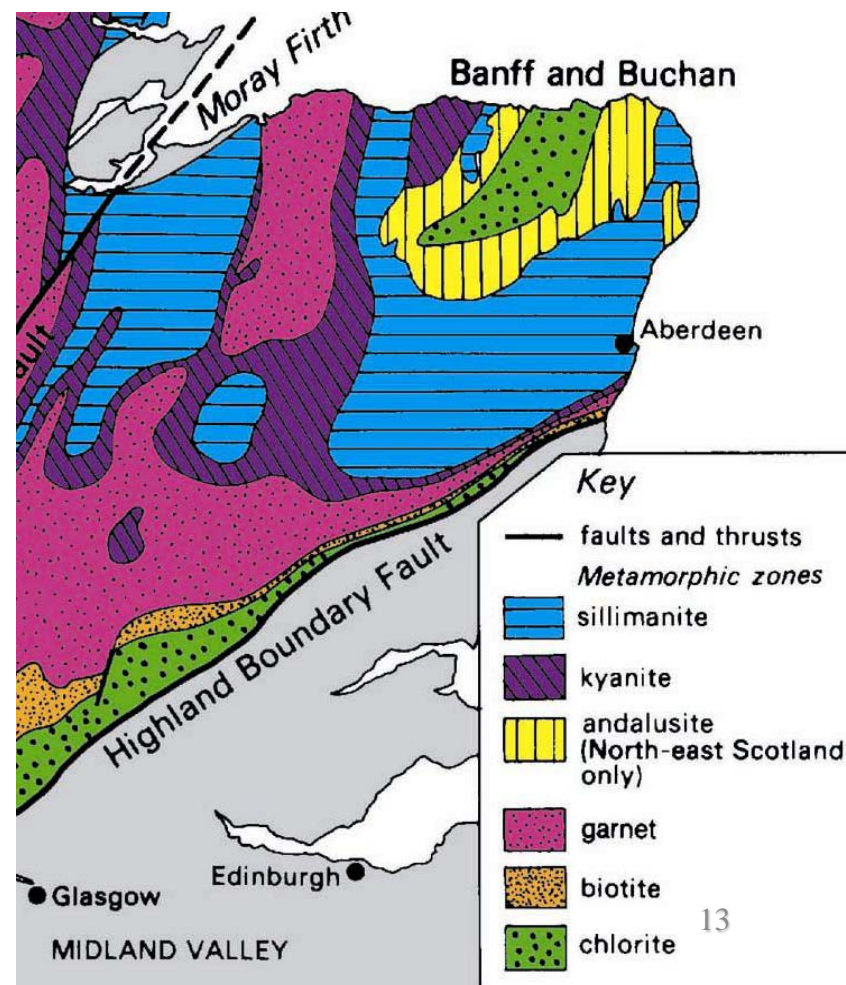 Moray Firth
Banff and Buchan
ault
Aberdeen
Highland Boundary Fault
Key
faults and thrusts
Metamorphic zones
sillimanite
kyanite
andalusite
(North-east Scotland
only)
garnet
biotite
chlorite
Edinburgh
Glasgow
MIDLAND VALLEY
13